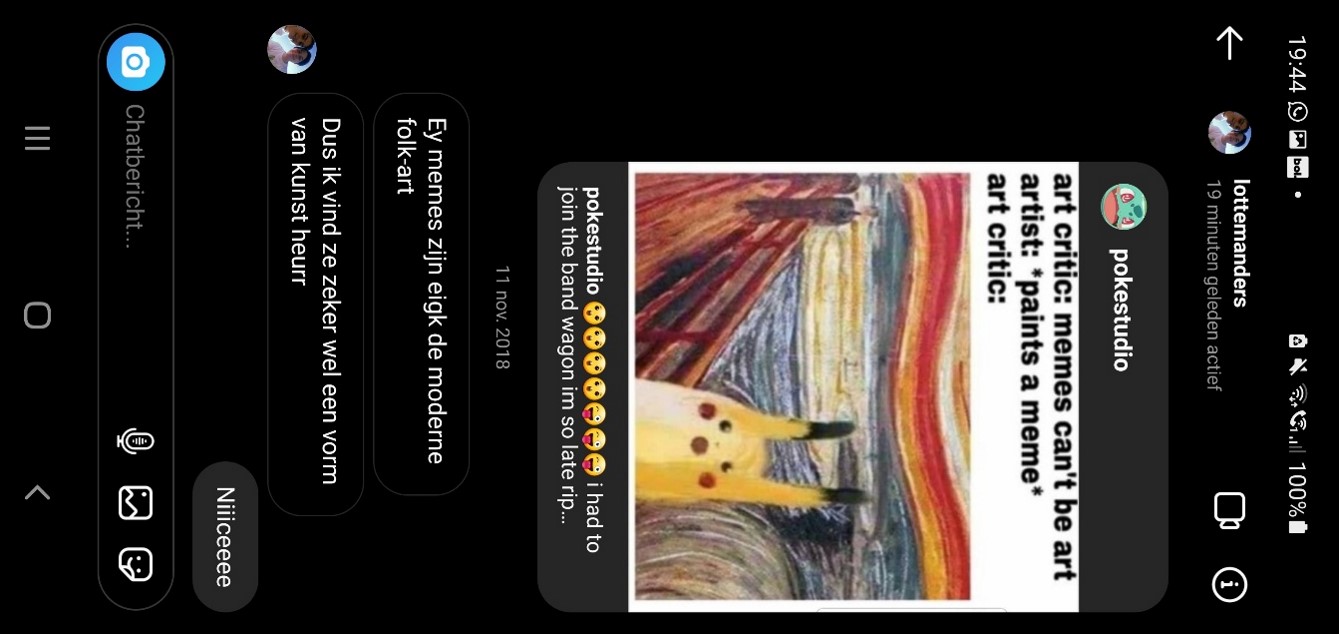 19:44 bol. 100%
lottemanders
19 minuten geleden actief
pokestudio
art critic: memes can't be art
artist: *paints a meme*
art critic:
pokestudio 😲😲😲😲😜😜😜 i had to
join the band wagon im so late rip...
11 nov. 2018
Ey memes zijn eigk de moderne
folk-art
Dus ik vind ze zeker wel een vorm
van kunst heurr
Niiiceeee
Chatbericht...